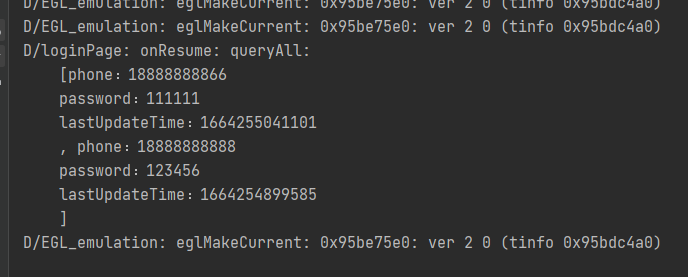 D/EGL_emulation: eglMakeCurrent: 0x95be75e0: ver 2 0 (tinfo 0x95bdc4a0)
D/EGL_emulation: eglMakeCurrent: 0x95be75e0: ver 2 0 (tinfo 0x95bdc4a0)
D/loginPage: onResume: queryAll:
[phone：18888888866
password：111111
lastUpdateTime：1664255041101
, phone：18888888888
password：123456
lastUpdateTime：1664254899585
]
D/EGL_emulation: eglMakeCurrent: 0x95be75e0: ver 2 0 (tinfo 0x95bdc4a0)